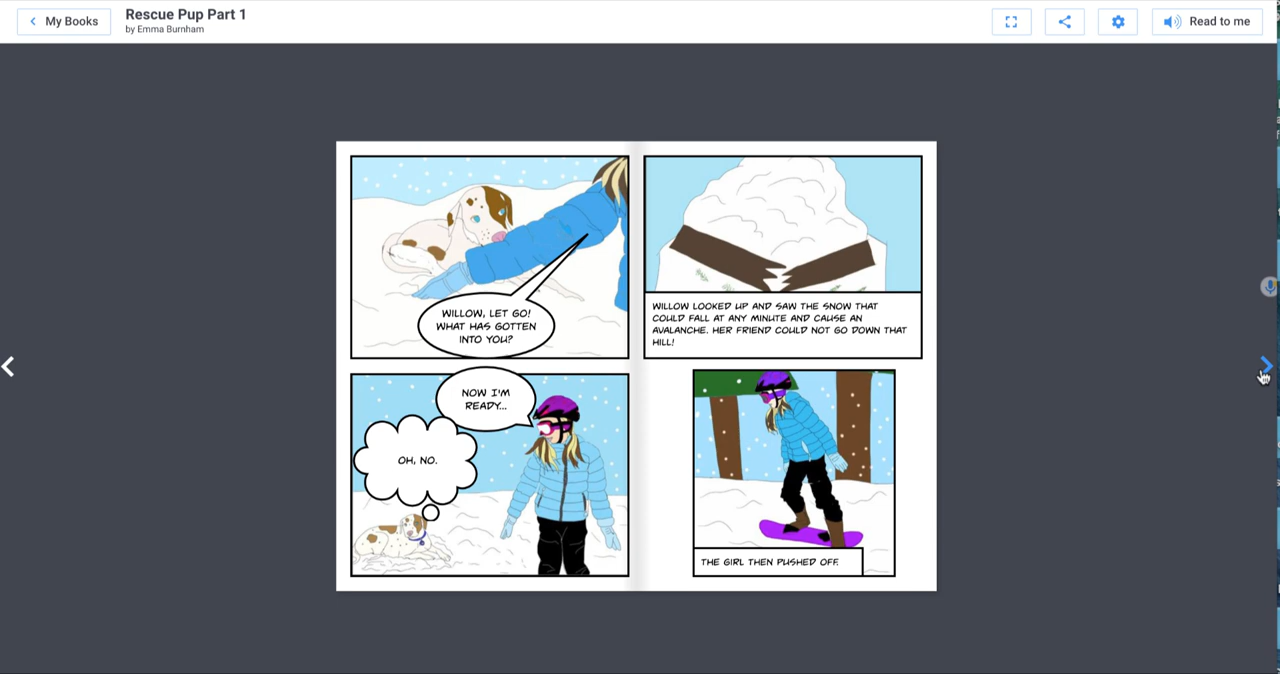 My Books
Rescue Pup Part 1
by Emma Burnham
Read to me
WILLOW, LET GO!
WHAT HAS GOTTEN
INTO YOU?
NOW I'M
READY...
OH, NO.
WILLOW LOOKED UP AND SAW THE SNOW THAT
COULD FALL AT ANY MINUTE AND CAUSE AN
AVALANCHE. HER FRIEND COULD NOT GO DOWN THAT
HILL!
THE GIRL THEN PUSHED OFF.